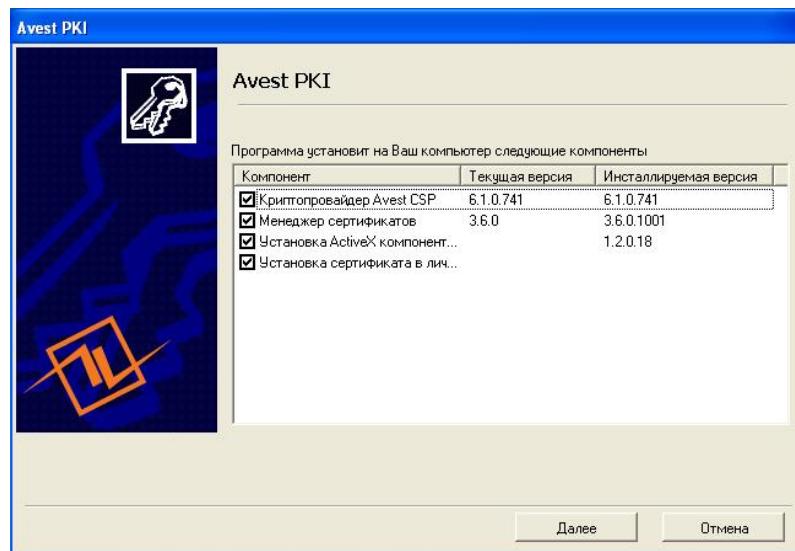 Avest PKI
Avest PKI
Программа установит на Ваш компьютер следующие компоненты
Компонент Текущая версия Инсталлируемая версия
Криптопровайдер Avest CSP 6.1.0.741 6.1.0.741
Менеджер сертификатов 3.6.0 3.6.0.1001
Установка ActiveX компонент... 1.2.0.18
Установка сертификата в лич...
Далее Отмена